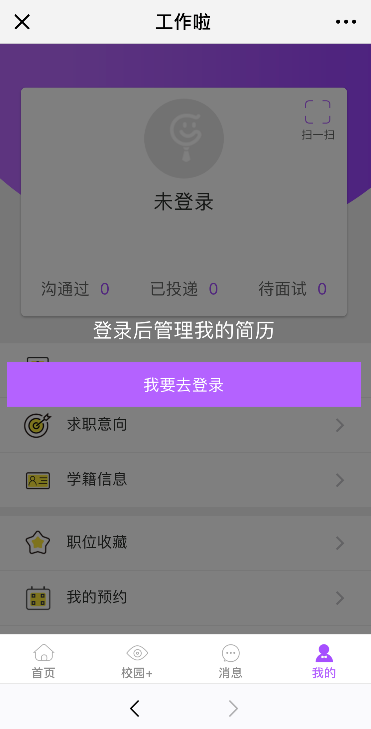 工作啦
扫一扫
未登录
沟通过 0 已投递 0 待面试 0
登录后管理我的简历
我要去登录
求职意向
学籍信息
职位收藏
我的预约
首页 校园+ 消息 我的